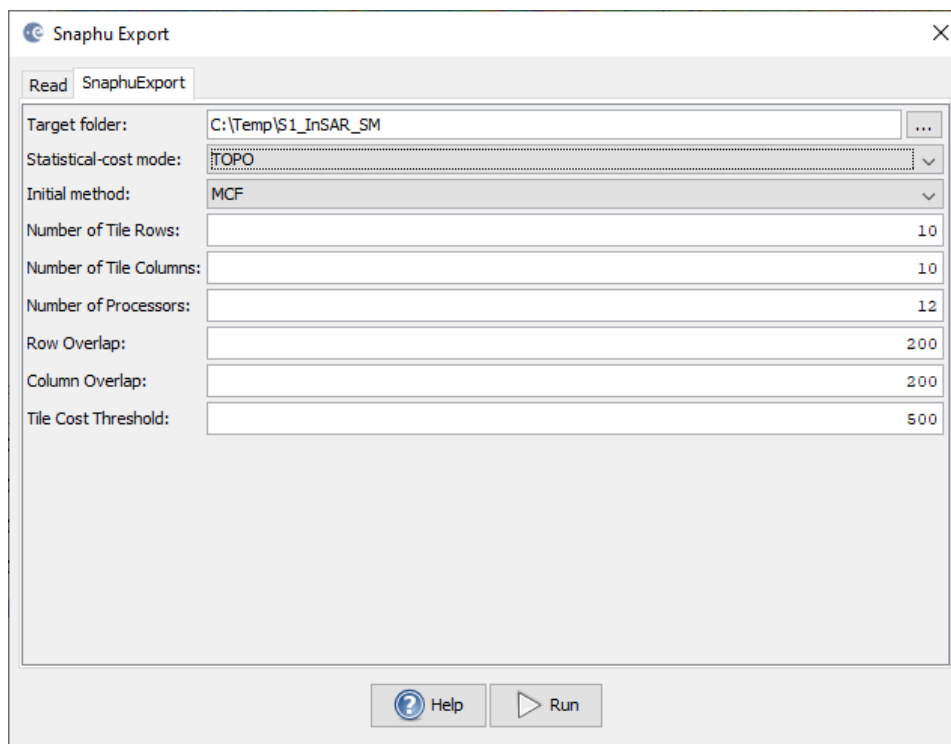 Snaphu Export
Read SnaphuExport
Target folder: C:\Temp\S1_InSAR_SM ...
Statistical-cost mode: TOPO
Initial method: MCF
Number of Tile Rows: 10
Number of Tile Columns: 10
Number of Processors: 12
Row Overlap: 200
Column Overlap: 200
Tile Cost Threshold: 500
Help Run